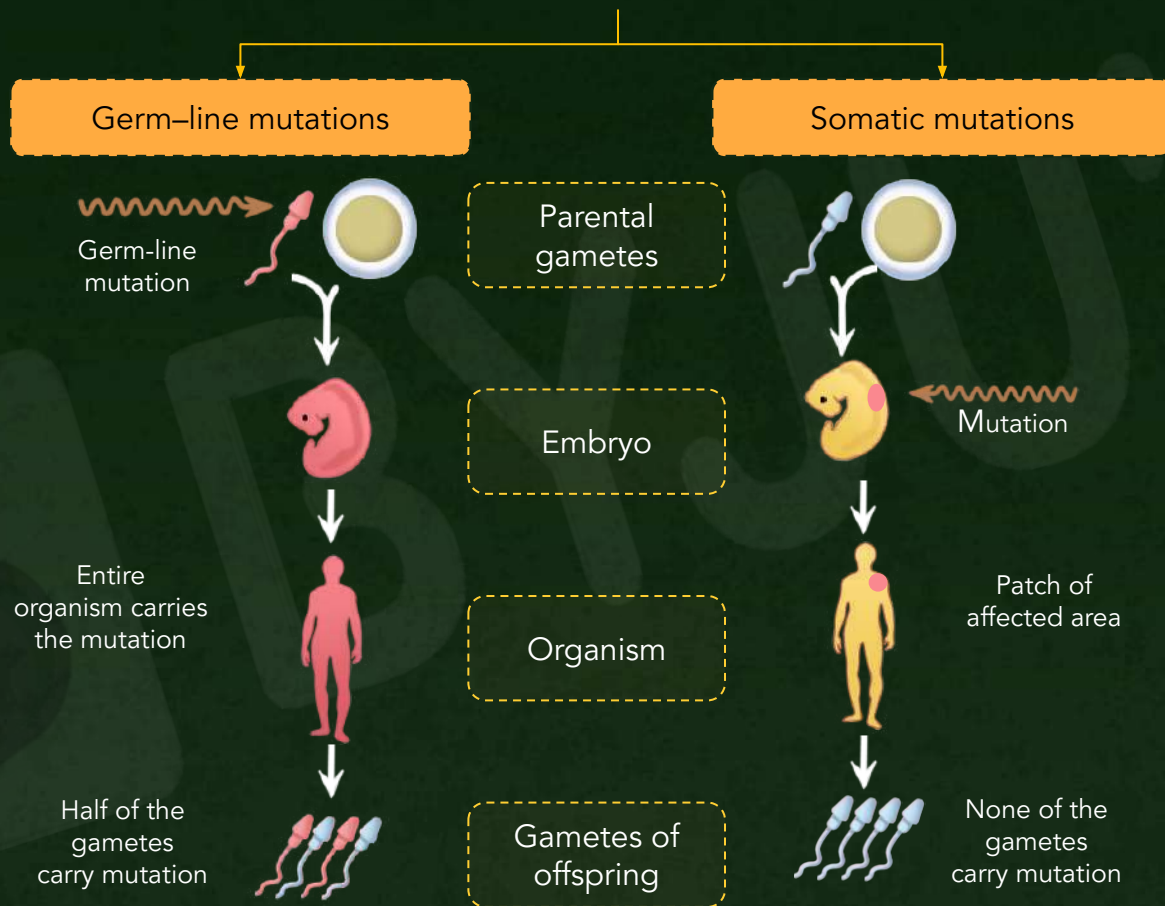 Germ–line mutations
Somatic mutations
Germ-line
mutation
Parental
gametes
Embryo
Mutation
Entire
organism carries
the mutation
Organism
Patch of
affected area
Half of the
gametes
carry mutation
Gametes of
offspring
None of the
gametes
carry mutation
BYJU'